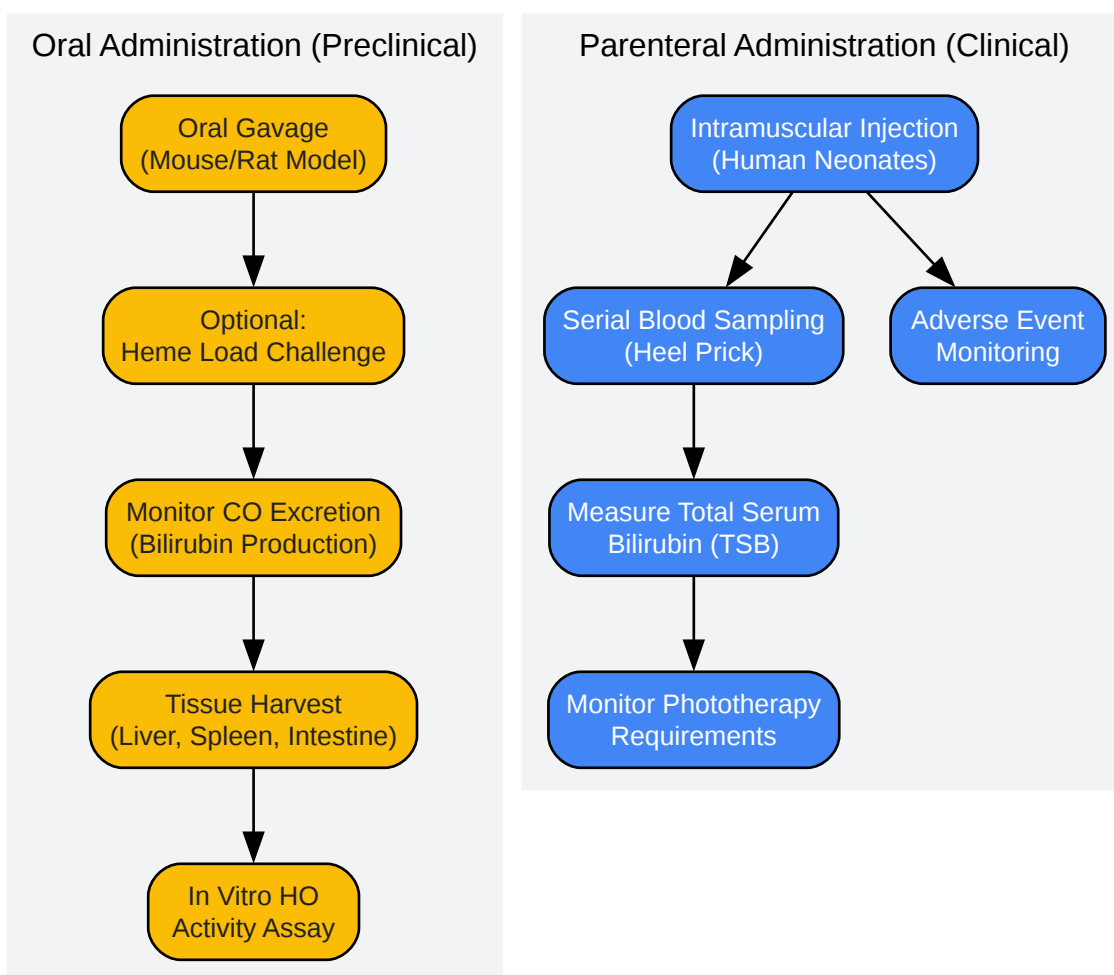 Oral Administration (Preclinical)
Oral Gavage
(Mouse/Rat Model)
Optional:
Heme Load Challenge
Monitor CO Excretion
(Bilirubin Production)
Tissue Harvest
(Liver, Spleen, Intestine)
In Vitro HO
Activity Assay
Parenteral Administration (Clinical)
Intramuscular Injection
(Human Neonates)
Serial Blood Sampling
(Heel Prick)
Adverse Event
Monitoring
Measure Total Serum
Bilirubin (TSB)
Monitor Phototherapy
Requirements